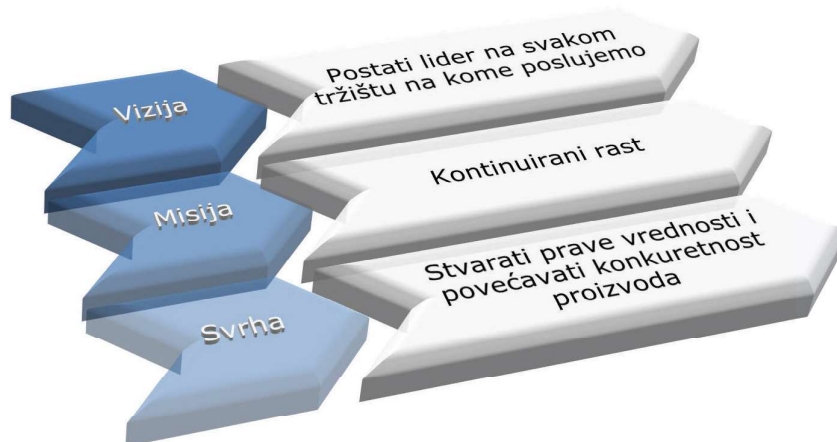 Vizija
Postati lider na svakom
tržištu na kome poslujemo
Misija
Kontinuirani rast
Svrha
Stvarati prave vrednosti i
povećavati konkuretnost
proizvoda